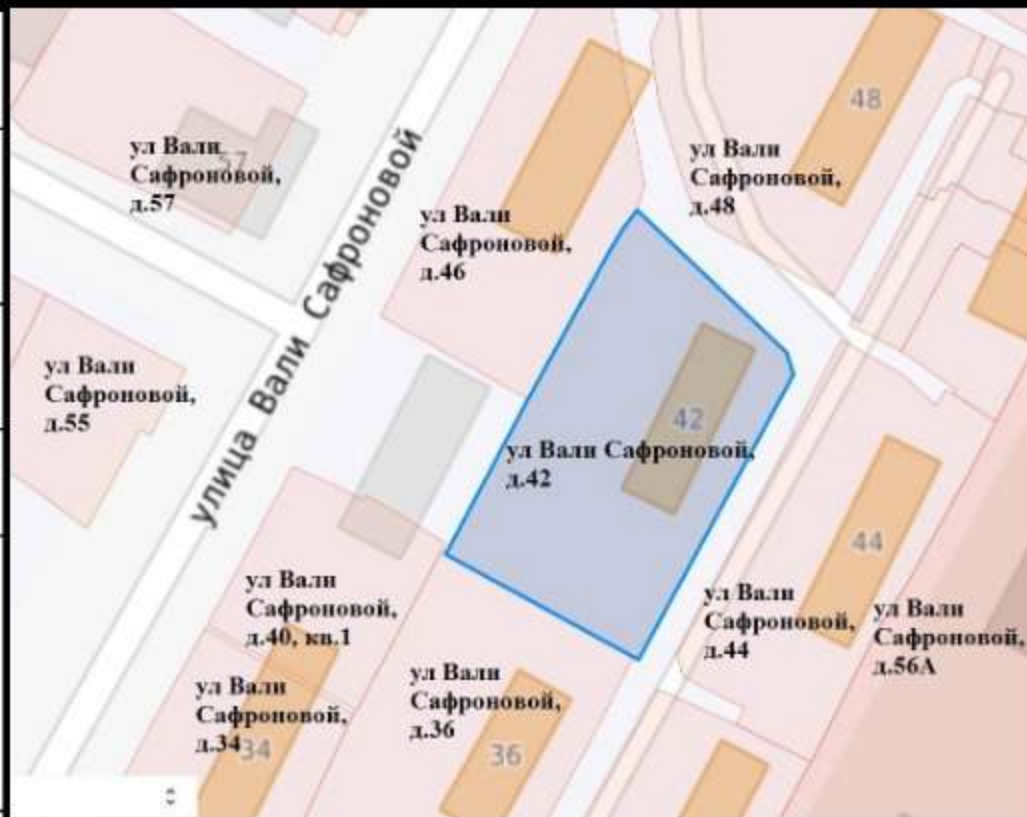 48
57
ул Вали
Сафроновой,
д.57
ул Вали
Сафроновой,
д.48
ул Вали
Сафроновой,
д.46
улица Вали Сафроновой
ул Вали
Сафроновой,
д.55
42
ул Вали Сафроновой,
д.42
44
ул Вали
Сафроновой,
д.40, кв.1
ул Вали
Сафроновой,
д.44
ул Вали
Сафроновой,
д.56А
ул Вали
Сафроновой,
д.34
34
ул Вали
Сафроновой,
д.36
36